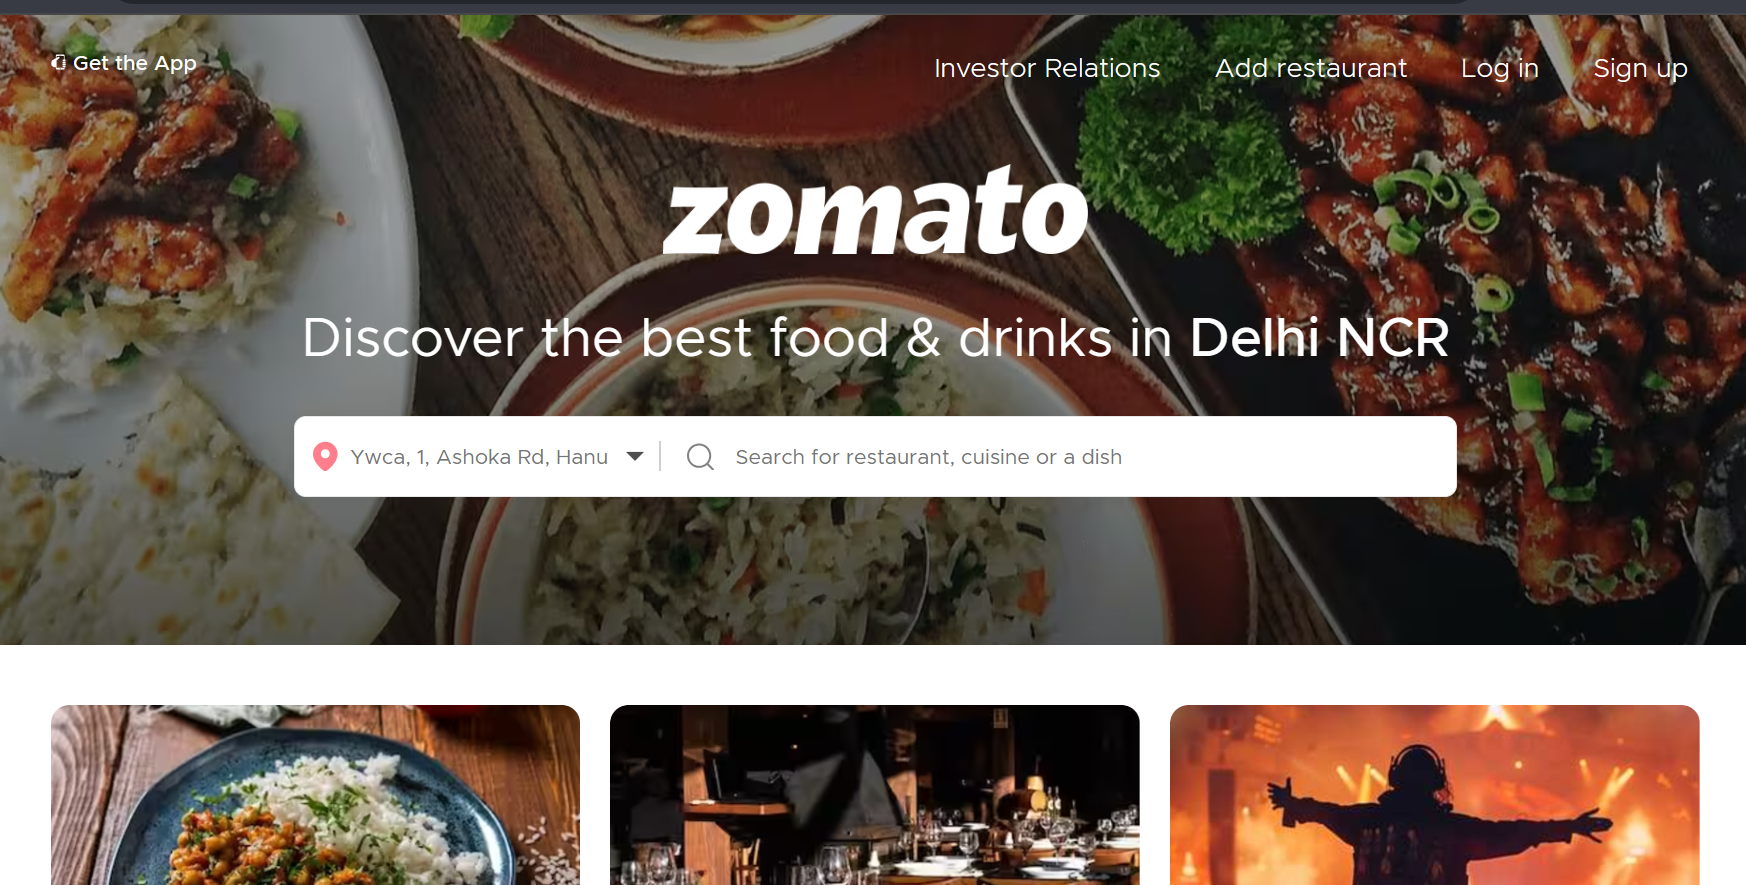 Get the App
Investor Relations
Add restaurant
Log in
Sign up
zomato
Discover the best food & drinks in Delhi NCR
Ywca, 1, Ashoka Rd, Hanu
Search for restaurant, cuisine or a dish